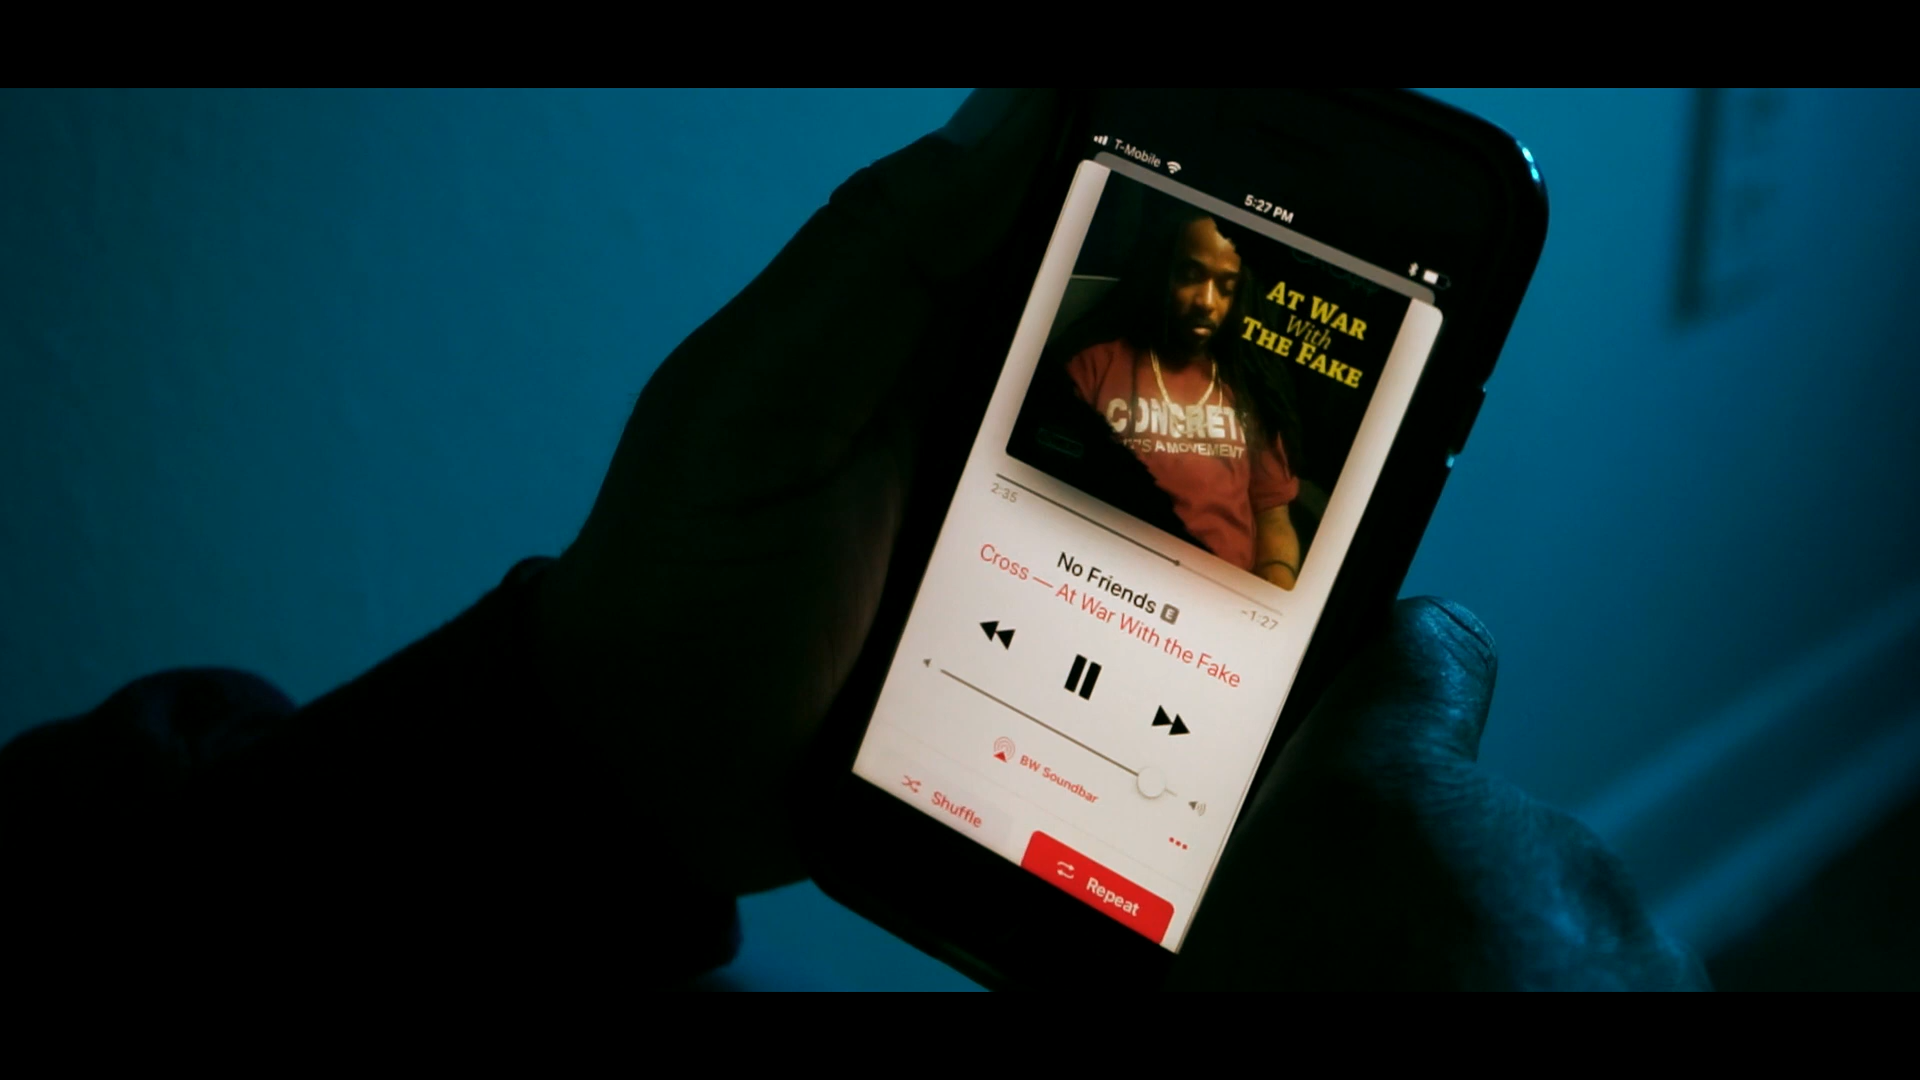 T-Mobile
5:27 PM
AT WAR
With
THE FAKE
CONCRETE
IT'S A MOVEMENT
2:35
-1:27
No Friends E
Cross — At War With the Fake
BW Soundbar
Shuffle
Repeat